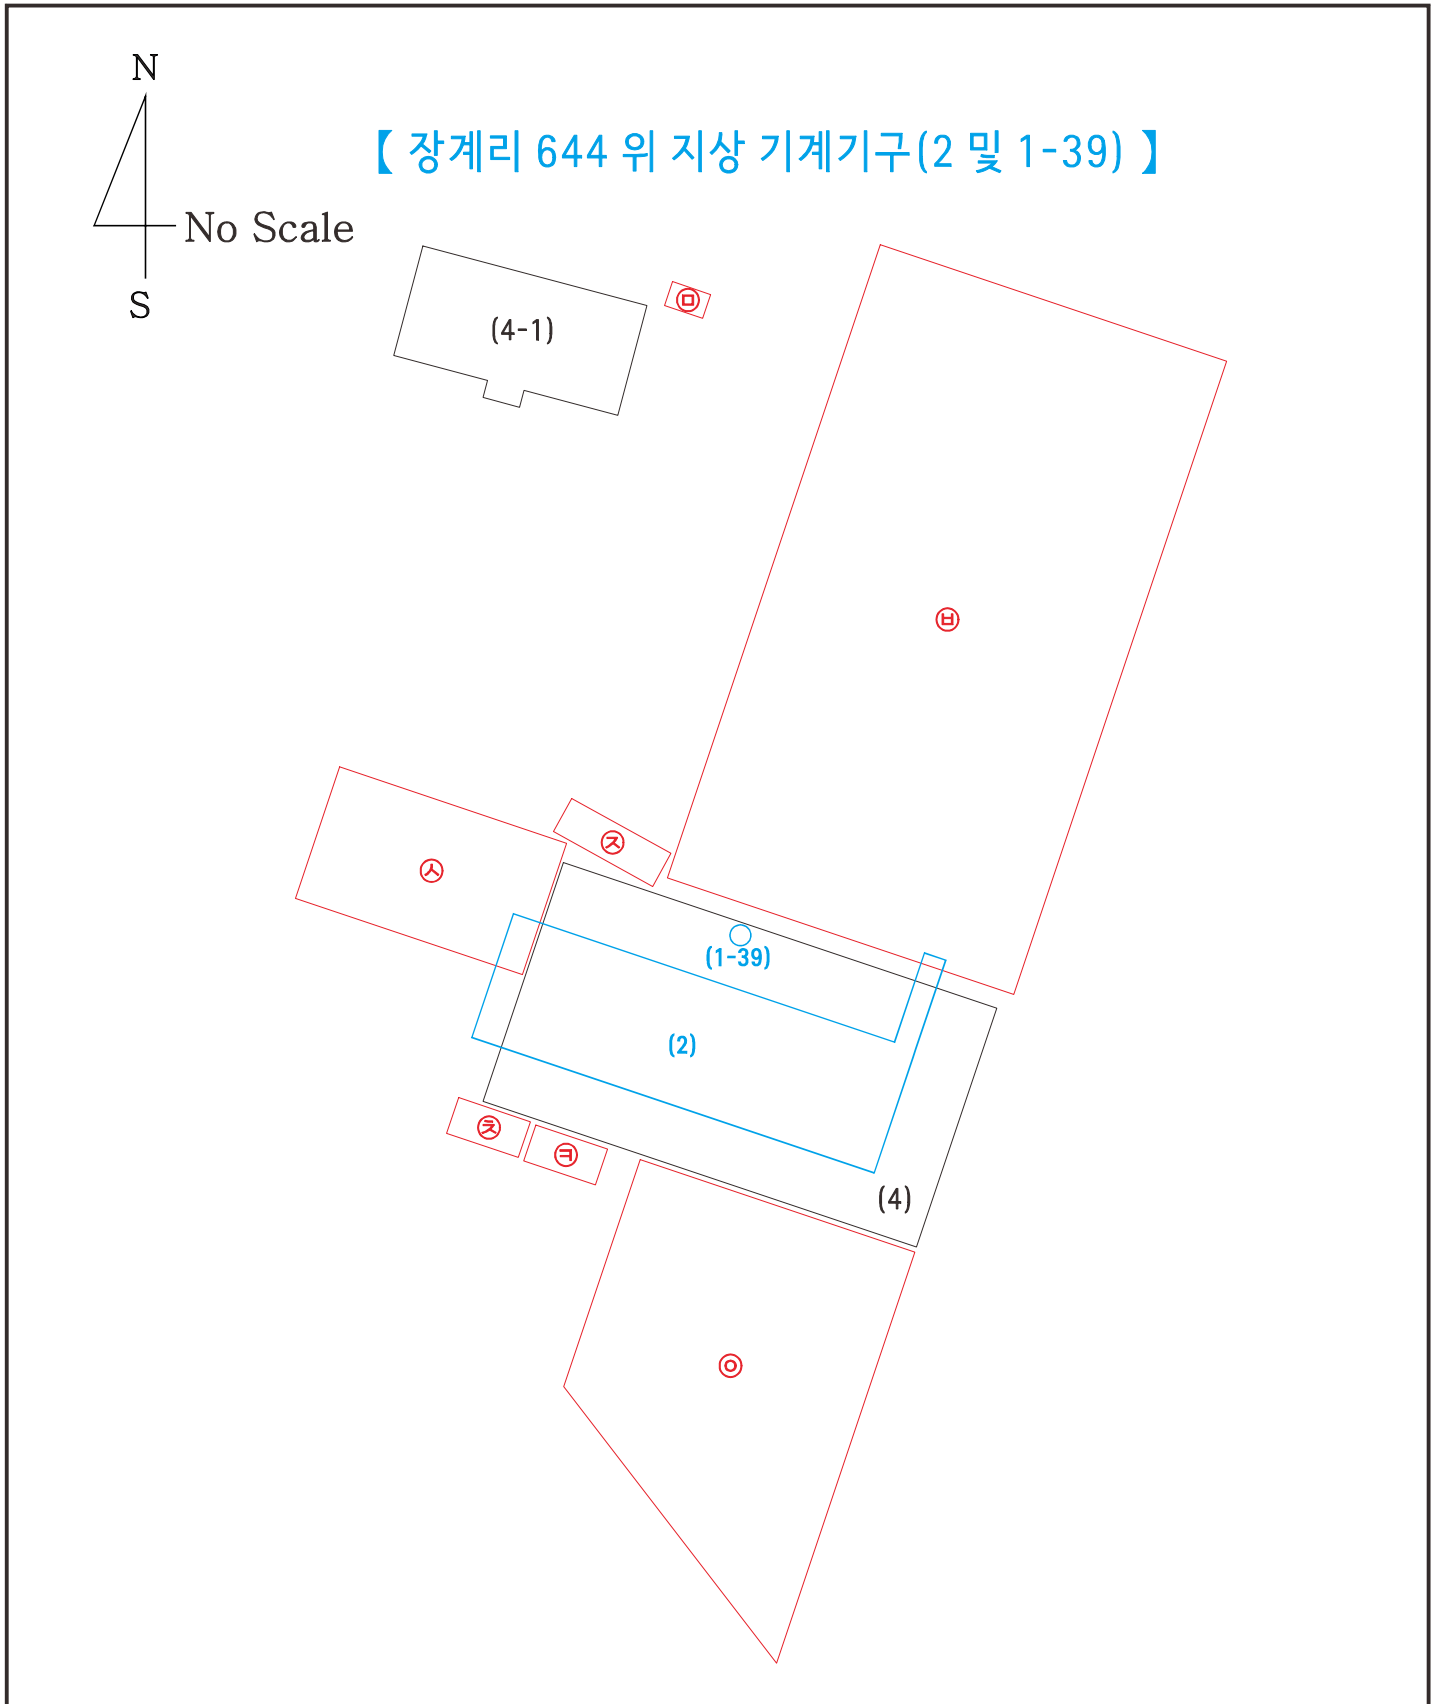 N
【 장계리 644 위 지상 기계기구(2 및 1-39) 】
No Scale
S
㉤
(4-1)
㉥
㉨
㉦
(1-39)
(2)
㉩
㉪
(4)
㉧